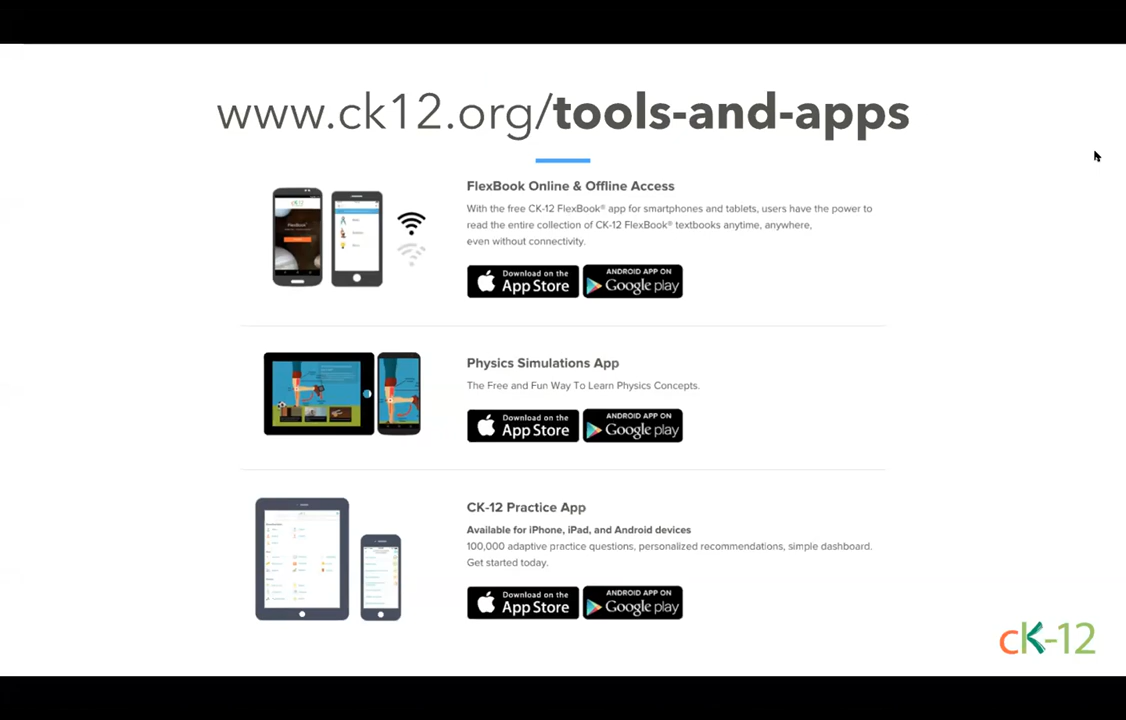 www.ck12.org/tools-and-apps
FlexBook Online & Offline Access
With the free CK-12 FlexBook® app for smartphones and tablets, users have the power to
read the entire collection of CK-12 FlexBook® textbooks anytime, anywhere,
even without connectivity.
Download on the
App Store
ANDROID APP ON
Google play
Physics Simulations App
The Free and Fun Way To Learn Physics Concepts.
Download on the
App Store
ANDROID APP ON
Google play
CK-12 Practice App
Available for iPhone, iPad, and Android devices
100,000 adaptive practice questions, personalized recommendations, simple dashboard.
Get started today.
Download on the
App Store
ANDROID APP ON
Google play
cK-12